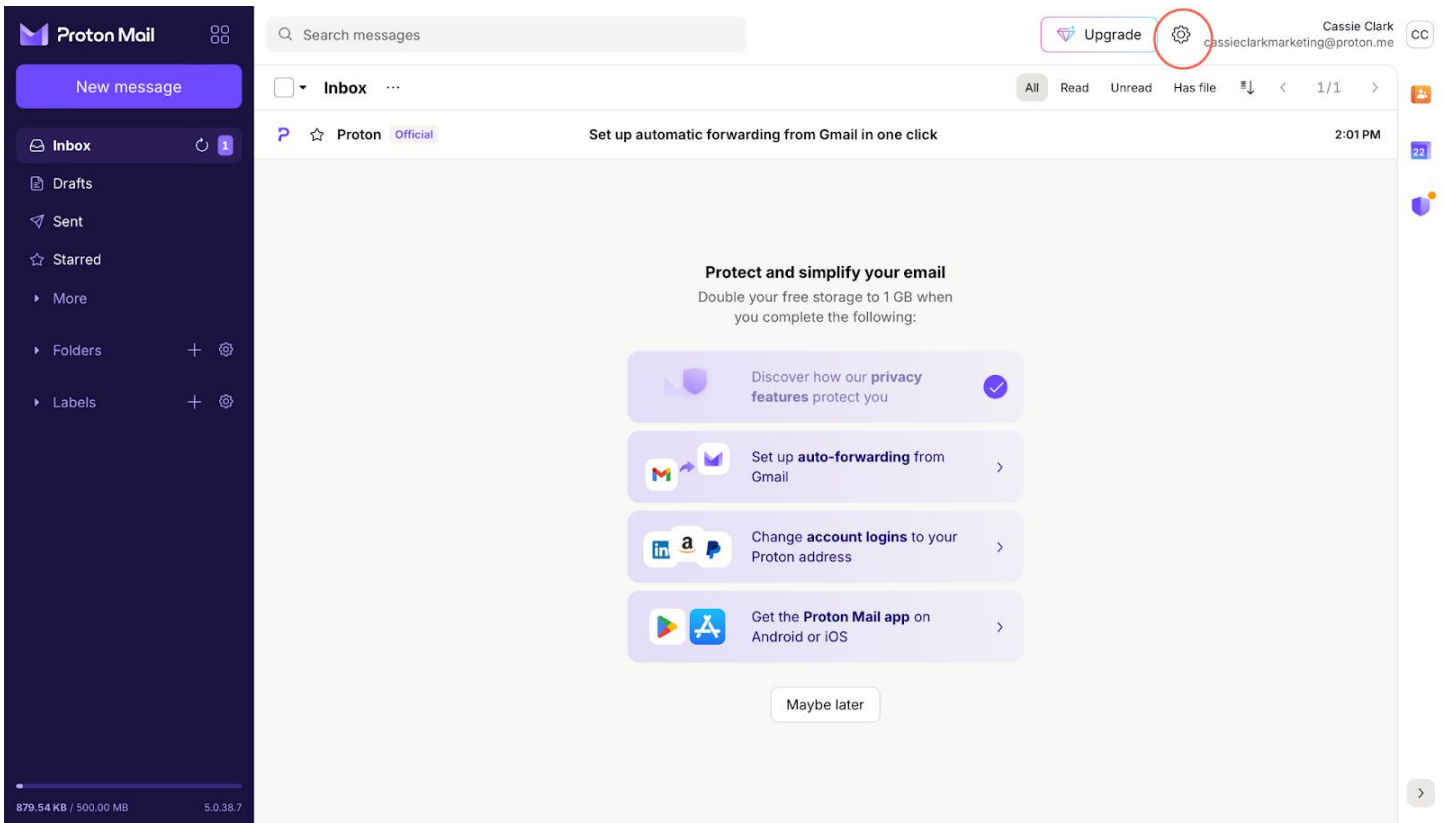 Proton Mail
Search messages
Upgrade
Cassie Clark
cassieclarkmarketing@proton.me
CC
New message
Inbox
All
Read
Unread
Has file
1/1
Inbox
1
Proton
Official
Set up automatic forwarding from Gmail in one click
2:01 PM
22
Drafts
Sent
Starred
More
Folders
Labels
Protect and simplify your email
Double your free storage to 1 GB when
you complete the following:
Discover how our privacy
features protect you
Set up auto-forwarding from
Gmail
in
a
Change account logins to your
Proton address
Get the Proton Mail app on
Android or iOS
Maybe later
879.54 KB / 500.00 MB
5.0.38.7